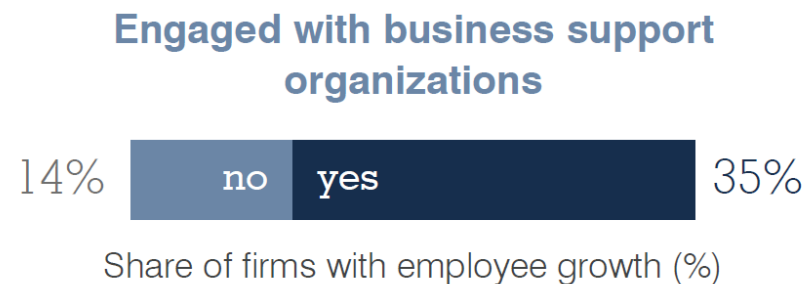 Engaged with business support
organizations
14% no yes 35%
Share of firms with employee growth (%)